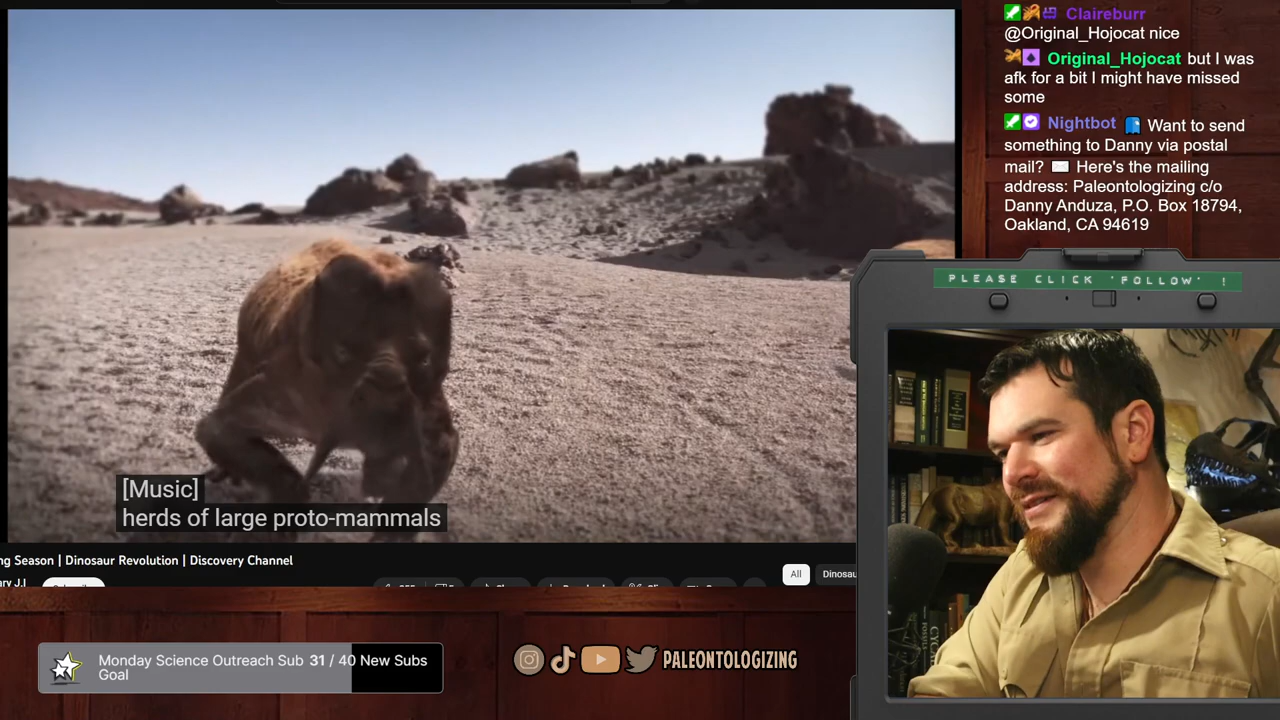 Claireburr
@Original_Hojocat nice
Original_Hojocat but I was
afk for a bit I might have missed
some
Nightbot Want to send
something to Danny via postal
mail? Here's the mailing
address: Paleontologizing c/o
Danny Anduza, P.O. Box 18794,
Oakland, CA 94619
PLEASE CLICK 'FOLLOW' !
[Music]
herds of large proto-mammals
ng Season | Dinosaur Revolution | Discovery Channel
All
Dinosau
Monday Science Outreach Sub 31 / 40 New Subs
Goal
PALEONTOLOGIZING